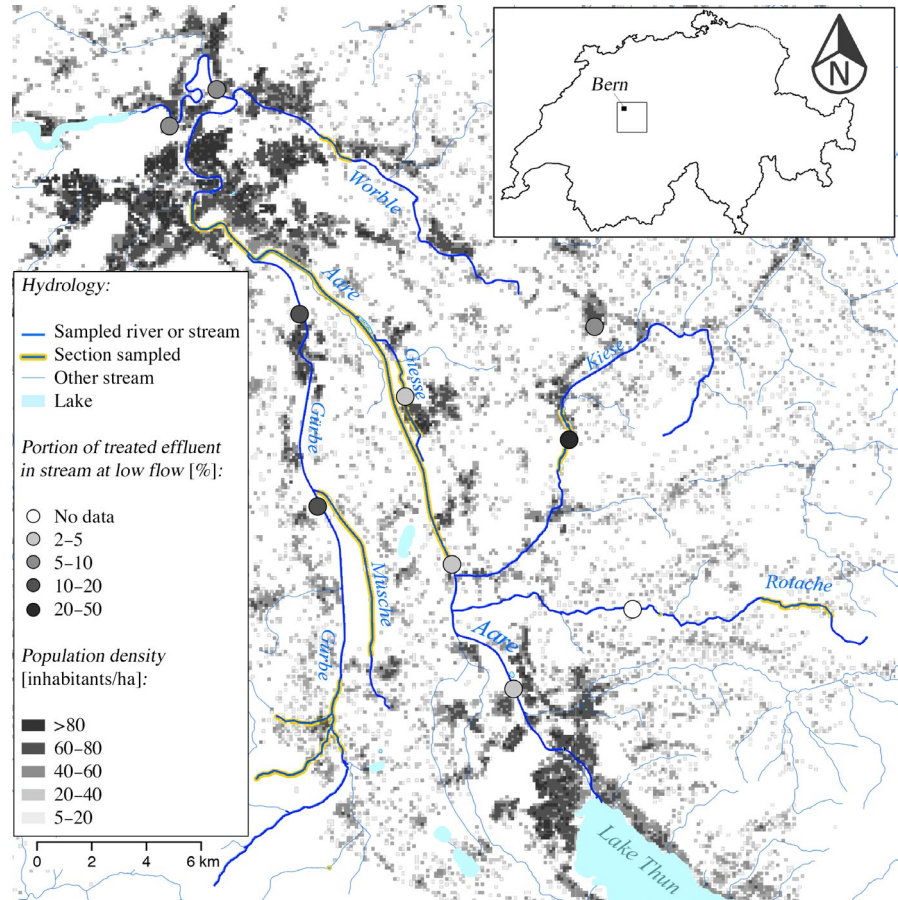 Bern
N
Worble
Aare
Giesse
Kiese
Gürbe
Müsche
Gürbe
Rotache
Aare
Lake Thun
Hydrology:
Sampled river or stream
Section sampled
Other stream
Lake
Portion of treated effluent
in stream at low flow [%]:
No data
2–5
5–10
10–20
20–50
Population density
[inhabitants/ha]:
>80
60–80
40–60
20–40
5–20
0 2 4 6 km